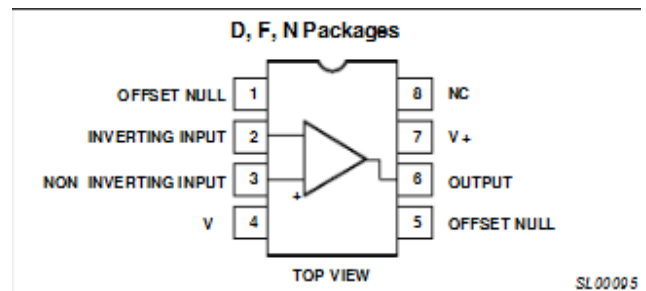 D, F, N Packages
OFFSET NULL 1 8 NC
INVERTING INPUT 2 7 V+
NON INVERTING INPUT 3 + 6 OUTPUT
V 4 5 OFFSET NULL
TOP VIEW
SL00095